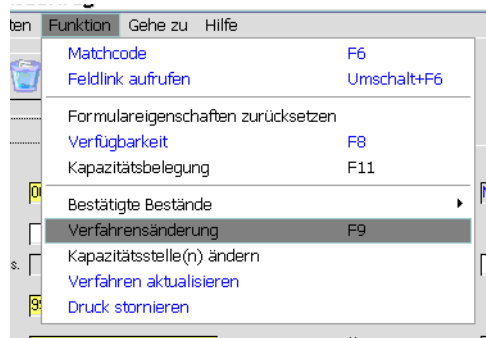 ten Funktion Gehe zu Hilfe
Matchcode F6
Feldlink aufrufen Umschalt+F6
Formulareigenschaften zurücksetzen
Verfügbarkeit F8
Kapazitätsbelegung F11
Bestätigte Bestände
Verfahrensänderung F9
Kapazitätsstelle(n) ändern
s.
Verfahren aktualisieren
Druck stornieren